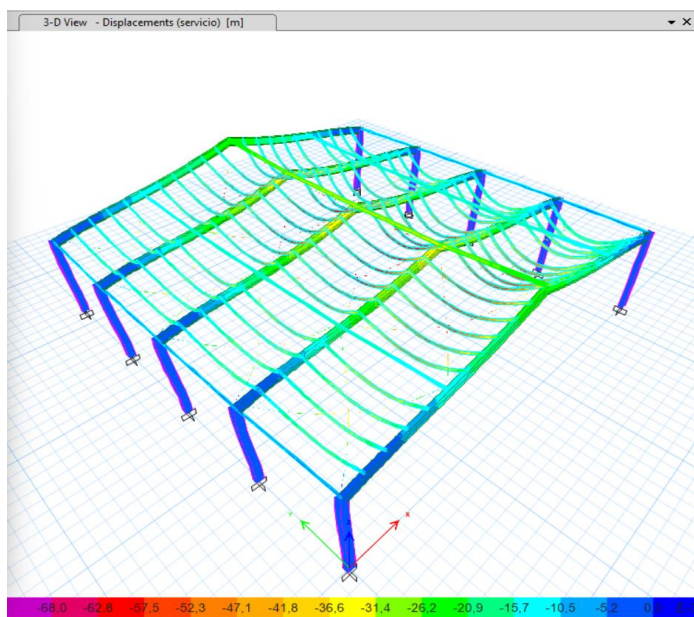 3-D View - Displacements (servicio) [m]
Y
X
-68,0 -62,8 -57,5 -52,3 -47,1 -41,8 -36,6 -31,4 -26,2 -20,9 -15,7 -10,5 -5,2